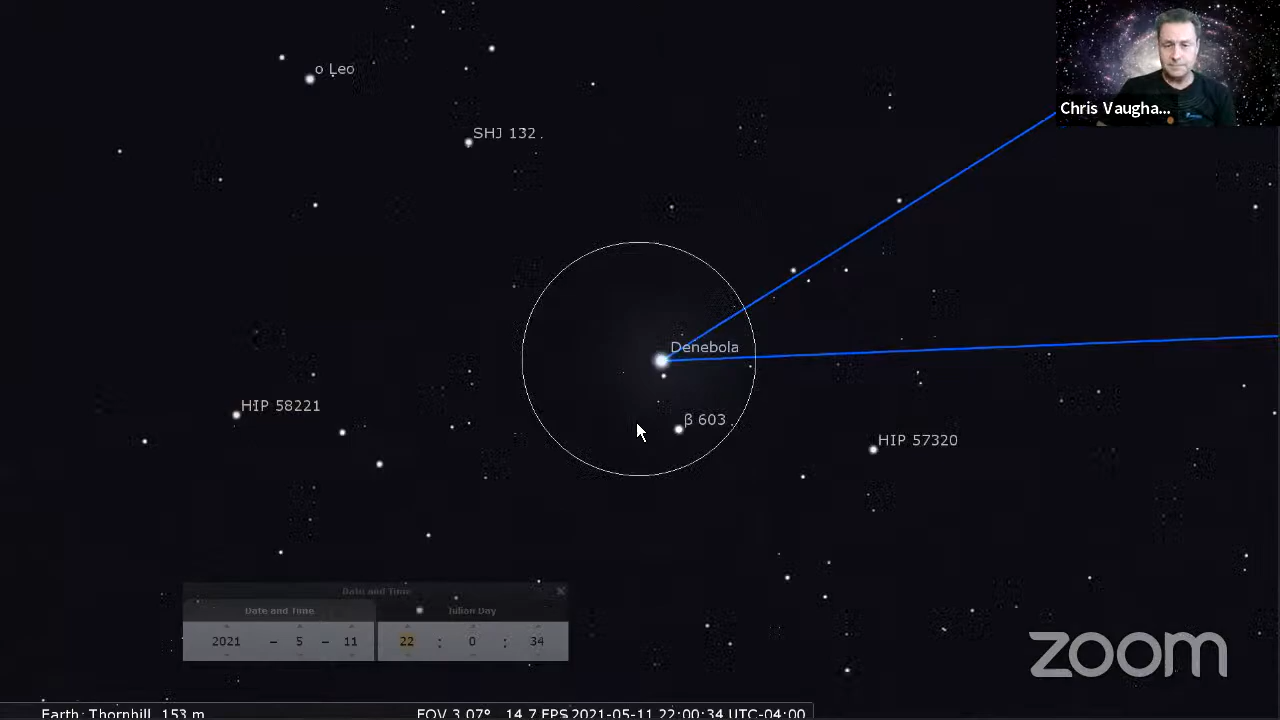 o Leo
Chris Vaugha...
SHJ 132
Denebola
HIP 58221
β 603
HIP 57320
Date and Time
Date and Time
Julian Day
2021 - 5 - 11
22 : 0 : 34
zoom
Earth: Thornhill, 153 m
FOV 3.07°
14.7 FPS
2021-05-11 22:00:34 UTC-04:00